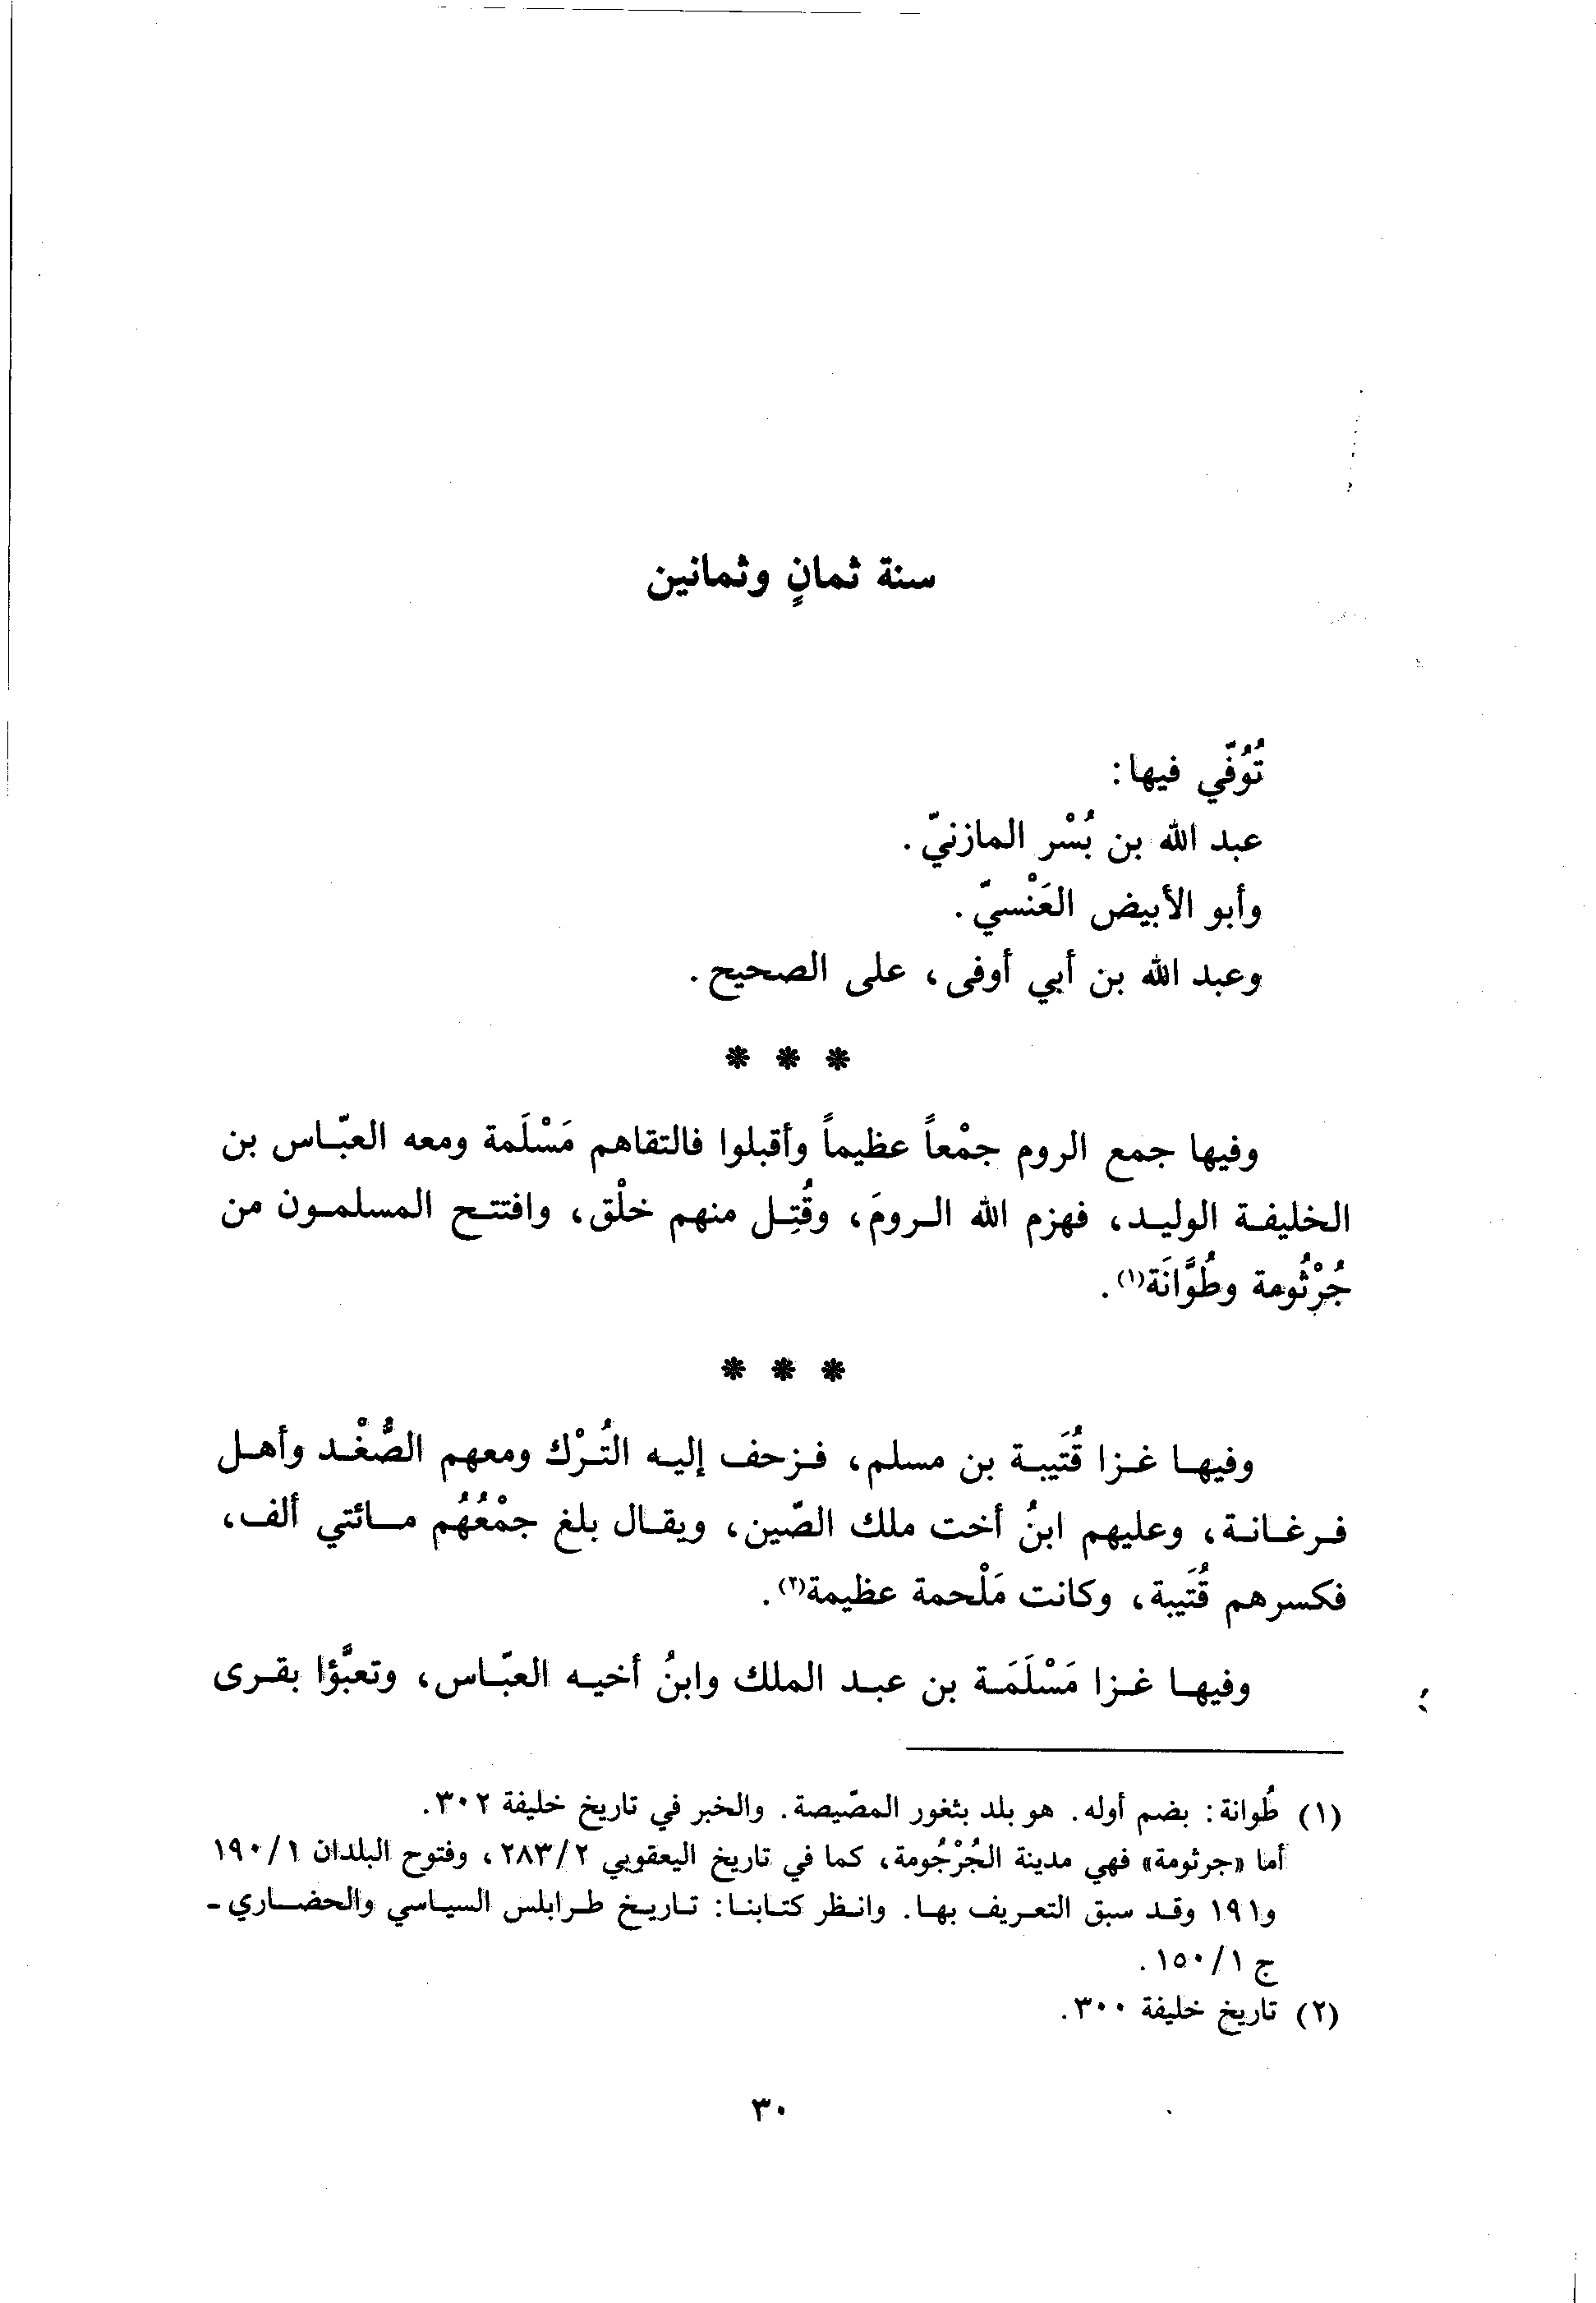 سنة ثمانٍ وثمانين
تُوُفّي فيها:
عبد الله بن بُسْر المازنيّ.
وأبو الأبيض العَنْسيّ.
وعبد الله بن أبي أوفى، على الصحيح.
* * *
وفيها جمع الروم جمْعاً عظيماً وأقبلوا فالتقاهم مَسْلَمة ومعه العبّاس بن
الخليفة الوليد، فهزم الله الرومَ، وقُتِل منهم خلْق، وافتتح المسلمون من
جُرْثُومة وطُوَّانَة(١).
* * *
وفيها غزا قُتَيبة بن مسلم، فزحف إليه التُرْك ومعهم الصُّغْد وأهل
فرغانة، وعليهم ابنُ أخت ملك الصّين، ويقال بلغ جمْعُهُم مائتي ألف،
فكسرهم قُتَيبة، وكانت مَلْحمة عظيمة(٢).
وفيها غزا مَسْلَمَة بن عبد الملك وابنُ أخيه العبّاس، وتعبَّؤا بقرى
(١) طُوانة: بضم أوله. هو بلد بثغور المصّيصة. والخبر في تاريخ خليفة ٣٠٢.
أما «جرثومة» فهي مدينة الجُرْجُومة، كما في تاريخ اليعقوبي ٢/٢٨٣، وفتوح البلدان ١/١٩٠
و١٩١ وقد سبق التعريف بها. وانظر كتابنا: تاريخ طرابلس السياسي والحضاري -
ج ١/١٥٠.
(٢) تاريخ خليفة ٣٠٠.
٣٠